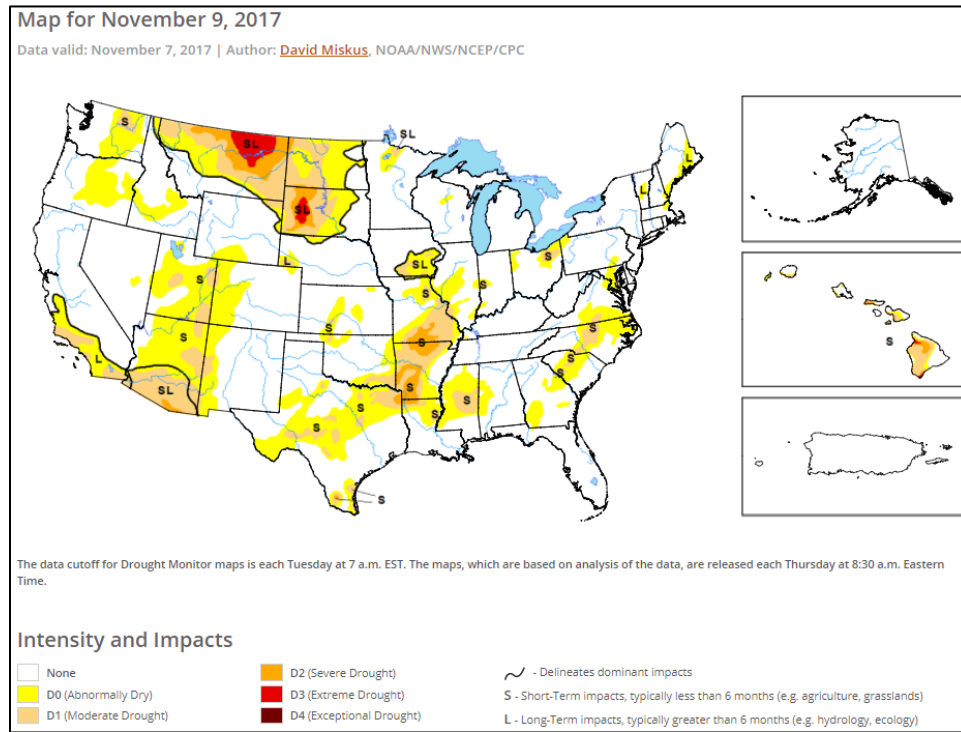 Map for November 9, 2017
Data valid: November 7, 2017 | Author: David Miskus, NOAA/NWS/NCEP/CPC
SL
S
SL
L
L
SL
S
L
SL
S
S
S
S
S
S
S
L
SL
S
S
S
S
S
S
S
S
S
The data cutoff for Drought Monitor maps is each Tuesday at 7 a.m. EST. The maps, which are based on analysis of the data, are released each Thursday at 8:30 a.m. Eastern
Time.
Intensity and Impacts
None
D0 (Abnormally Dry)
D1 (Moderate Drought)
D2 (Severe Drought)
D3 (Extreme Drought)
D4 (Exceptional Drought)
- Delineates dominant impacts
S - Short-Term impacts, typically less than 6 months (e.g. agriculture, grasslands)
L - Long-Term impacts, typically greater than 6 months (e.g. hydrology, ecology)